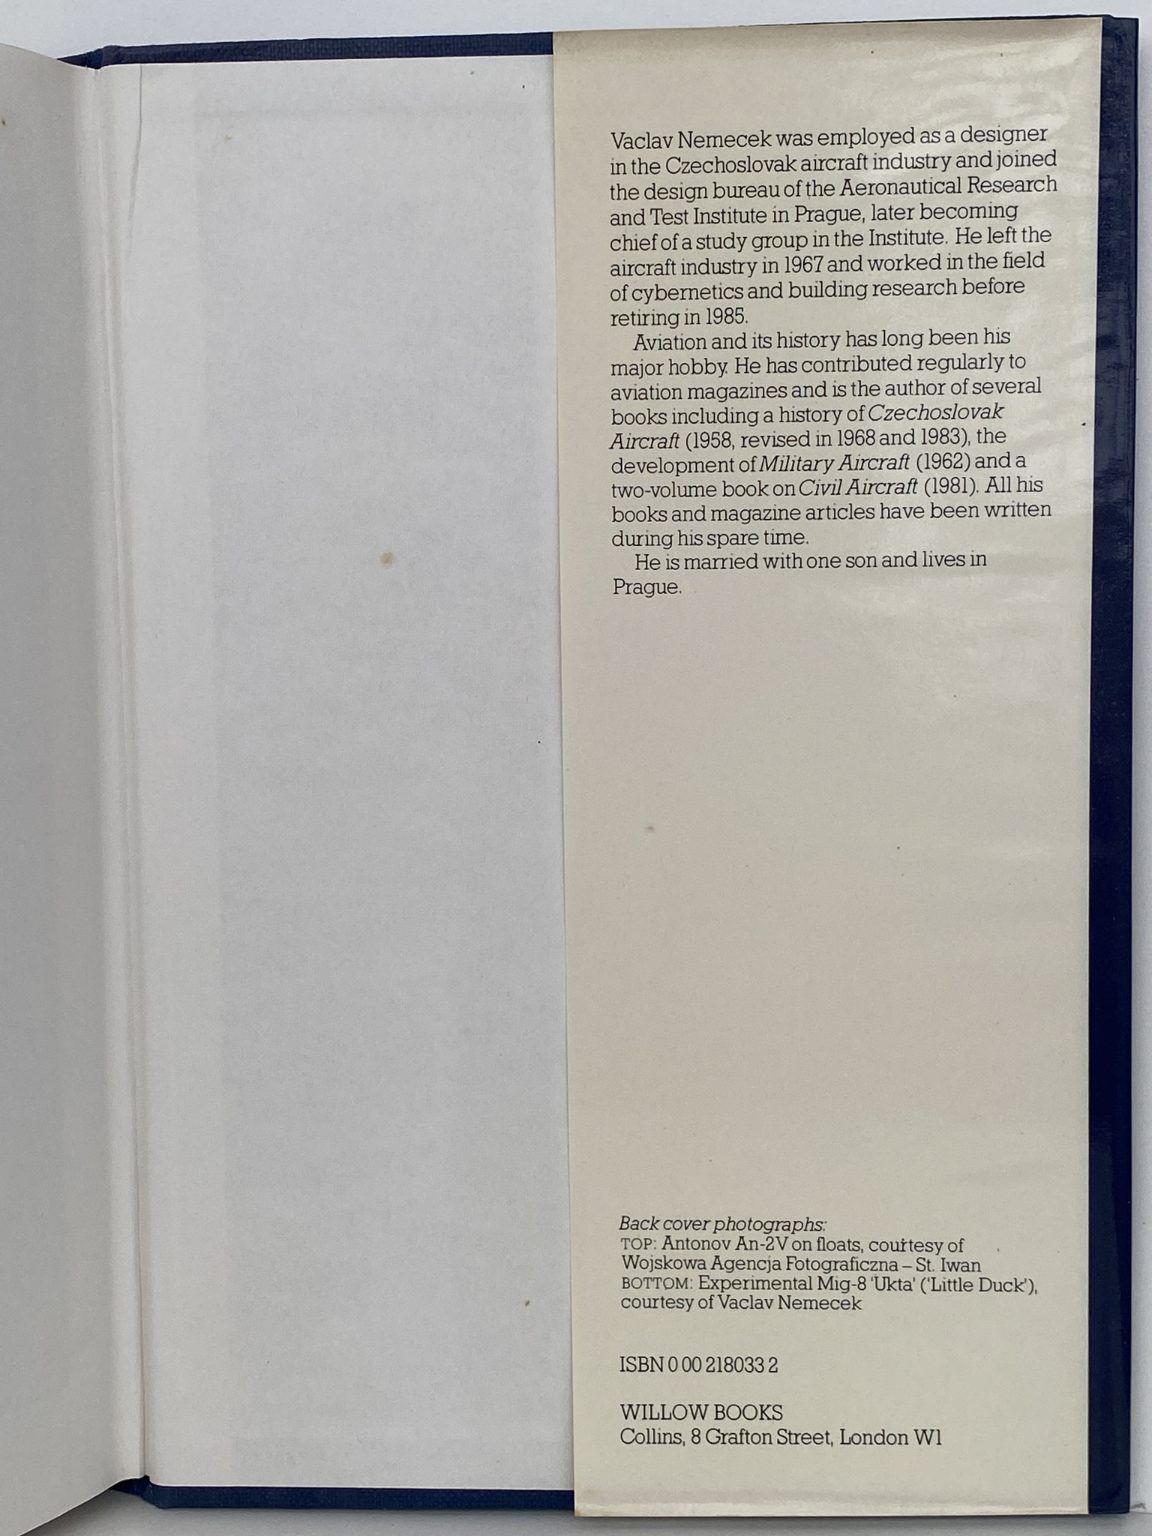 Vaclav Nemecek was employed as a designer
in the Czechoslovak aircraft industry and joined
the design bureau of the Aeronautical Research
and Test Institute in Prague, later becoming
chief of a study group in the Institute. He left the
aircraft industry in 1967 and worked in the field
of cybernetics and building research before
retiring in 1985.
Aviation and its history has long been his
major hobby. He has contributed regularly to
aviation magazines and is the author of several
books including a history of Czechoslovak
Aircraft (1958, revised in 1968 and 1983), the
development of Military Aircraft (1962) and a
two-volume book on Civil Aircraft (1981). All his
books and magazine articles have been written
during his spare time.
He is married with one son and lives in
Prague.
Back cover photographs:
TOP: Antonov An-2V on floats, courtesy of
Wojskowa Agencja Fotograficzna – St. Iwan
BOTTOM: Experimental Mig-8 'Ukta' ('Little Duck'),
courtesy of Vaclav Nemecek
ISBN 0 00 218033 2
WILLOW BOOKS
Collins, 8 Grafton Street, London W1